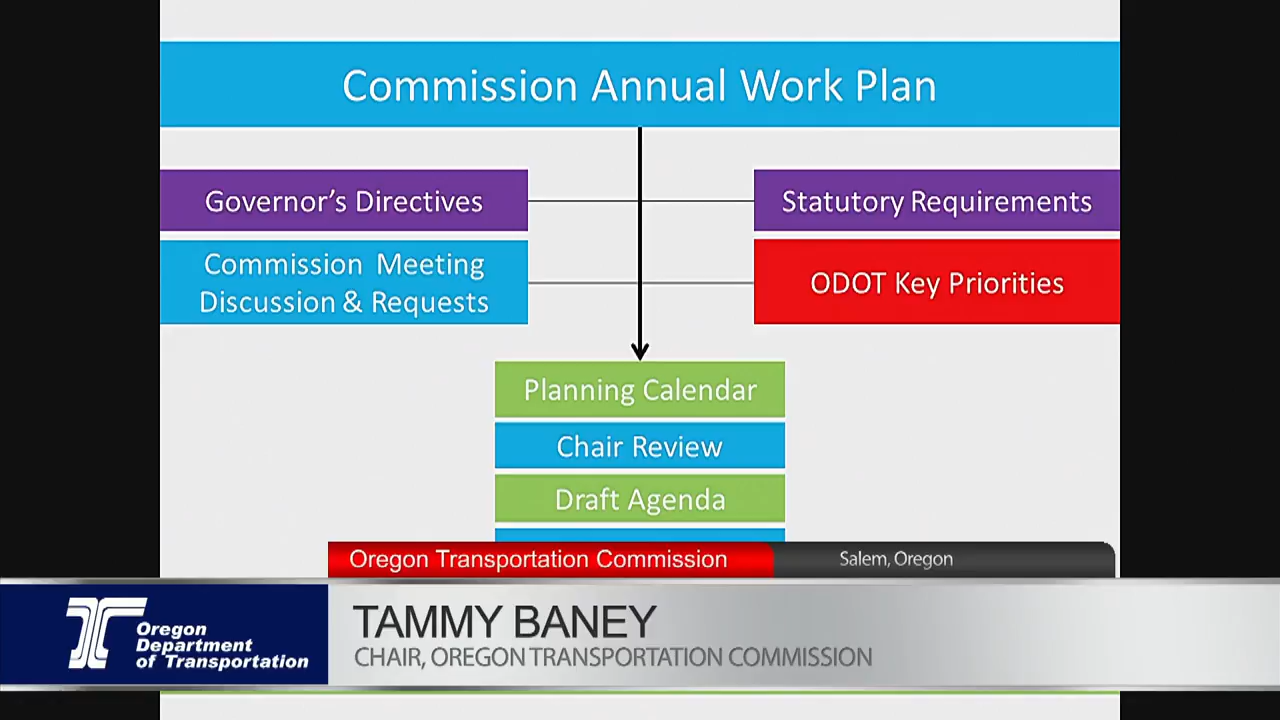 Commission Annual Work Plan
Governor’s Directives
Statutory Requirements
Commission Meeting
Discussion & Requests
ODOT Key Priorities
Planning Calendar
Chair Review
Draft Agenda
Oregon Transportation Commission
Salem, Oregon
Oregon
Department
of Transportation
TAMMY BANEY
CHAIR, OREGON TRANSPORTATION COMMISSION